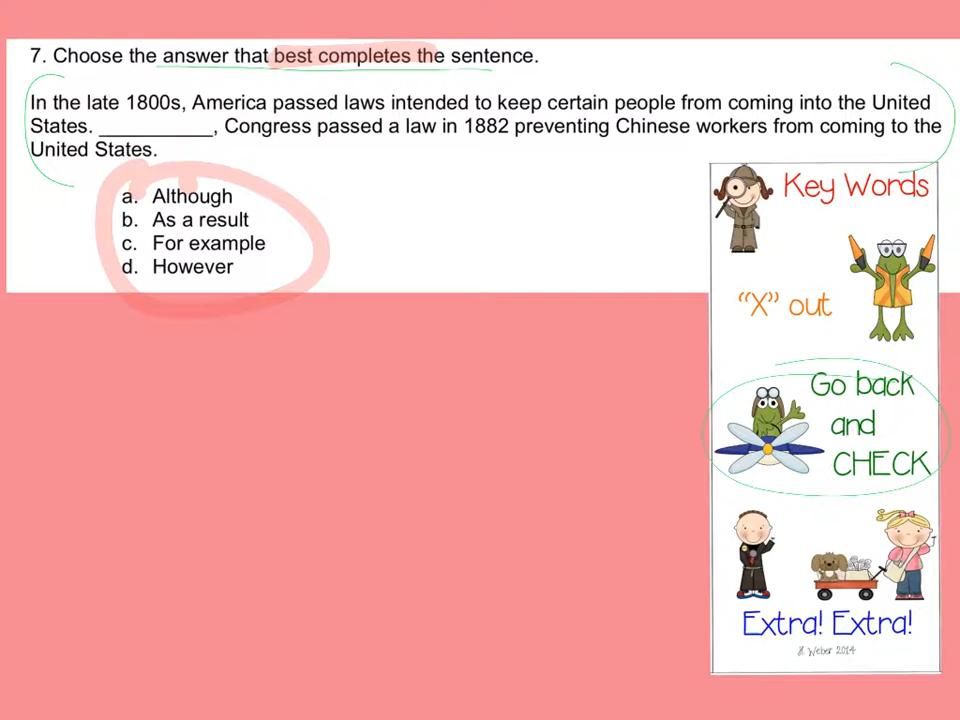 7. Choose the answer that best completes the sentence.
In the late 1800s, America passed laws intended to keep certain people from coming into the United
States. __________, Congress passed a law in 1882 preventing Chinese workers from coming to the
United States.
a. Although
b. As a result
c. For example
d. However
Key Words
"X" out
Go back
and
CHECK
Extra! Extra!
Weber 2014